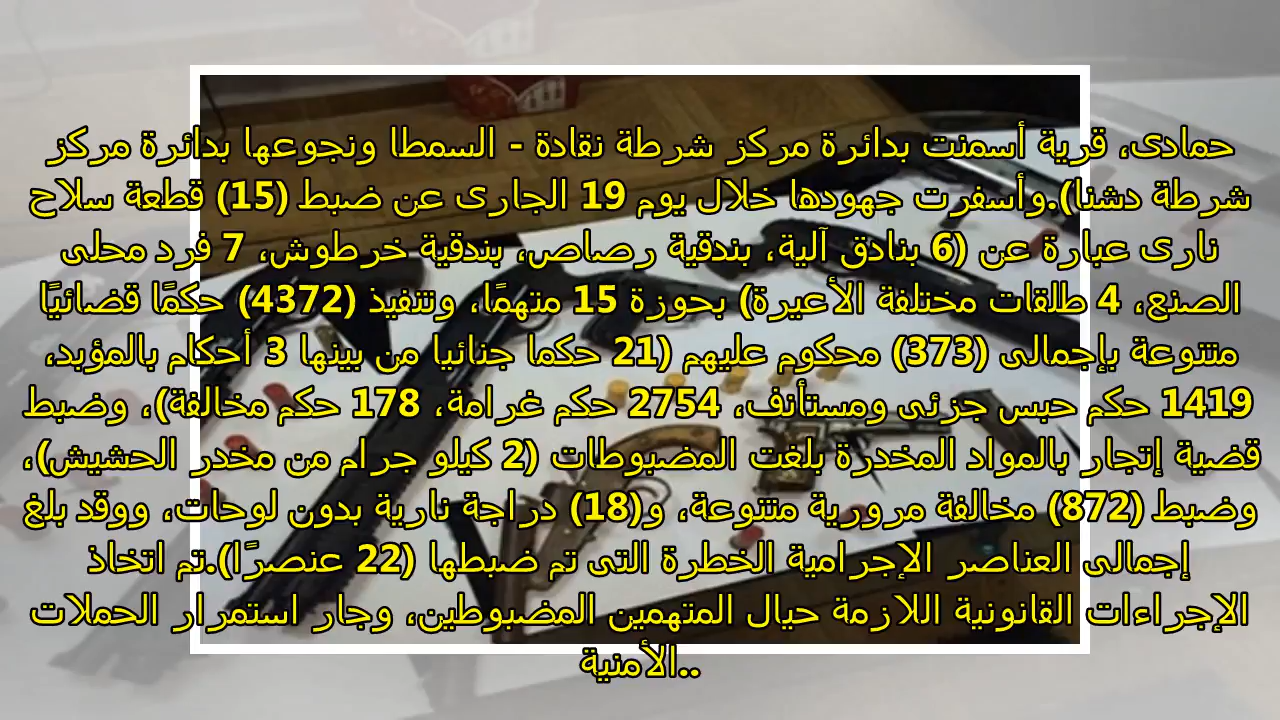 حمادى، قرية أسمنت بدائرة مركز شرطة نقادة - السمطا ونجوعها بدائرة مركز
شرطة دشنا).وأسفرت جهودها خلال يوم 19 الجارى عن ضبط (15) قطعة سلاح
نارى عبارة عن (6 بنادق آلية، بندقية رصاص، بندقية خرطوش، 7 فرد محلى
الصنع، 4 طلقات مختلفة الأعيرة) بحوزة 15 متهمًا، وتنفيذ (4372) حكمًا قضائيًا
متنوعة بإجمالى (373) محكوم عليهم (21 حكما جنائيا من بينها 3 أحكام بالمؤبد،
1419 حكم حبس جزئى ومستأنف، 2754 حكم غرامة، 178 حكم مخالفة)، وضبط
قضية إتجار بالمواد المخدرة بلغت المضبوطات (2 كيلو جرام من مخدر الحشيش)،
وضبط (872) مخالفة مرورية متنوعة، و(18) دراجة نارية بدون لوحات، ووقد بلغ
إجمالى العناصر الإجرامية الخطرة التى تم ضبطها (22 عنصرًا).تم اتخاذ
الإجراءات القانونية اللازمة حيال المتهمين المضبوطين، وجار استمرار الحملات
الأمنية..